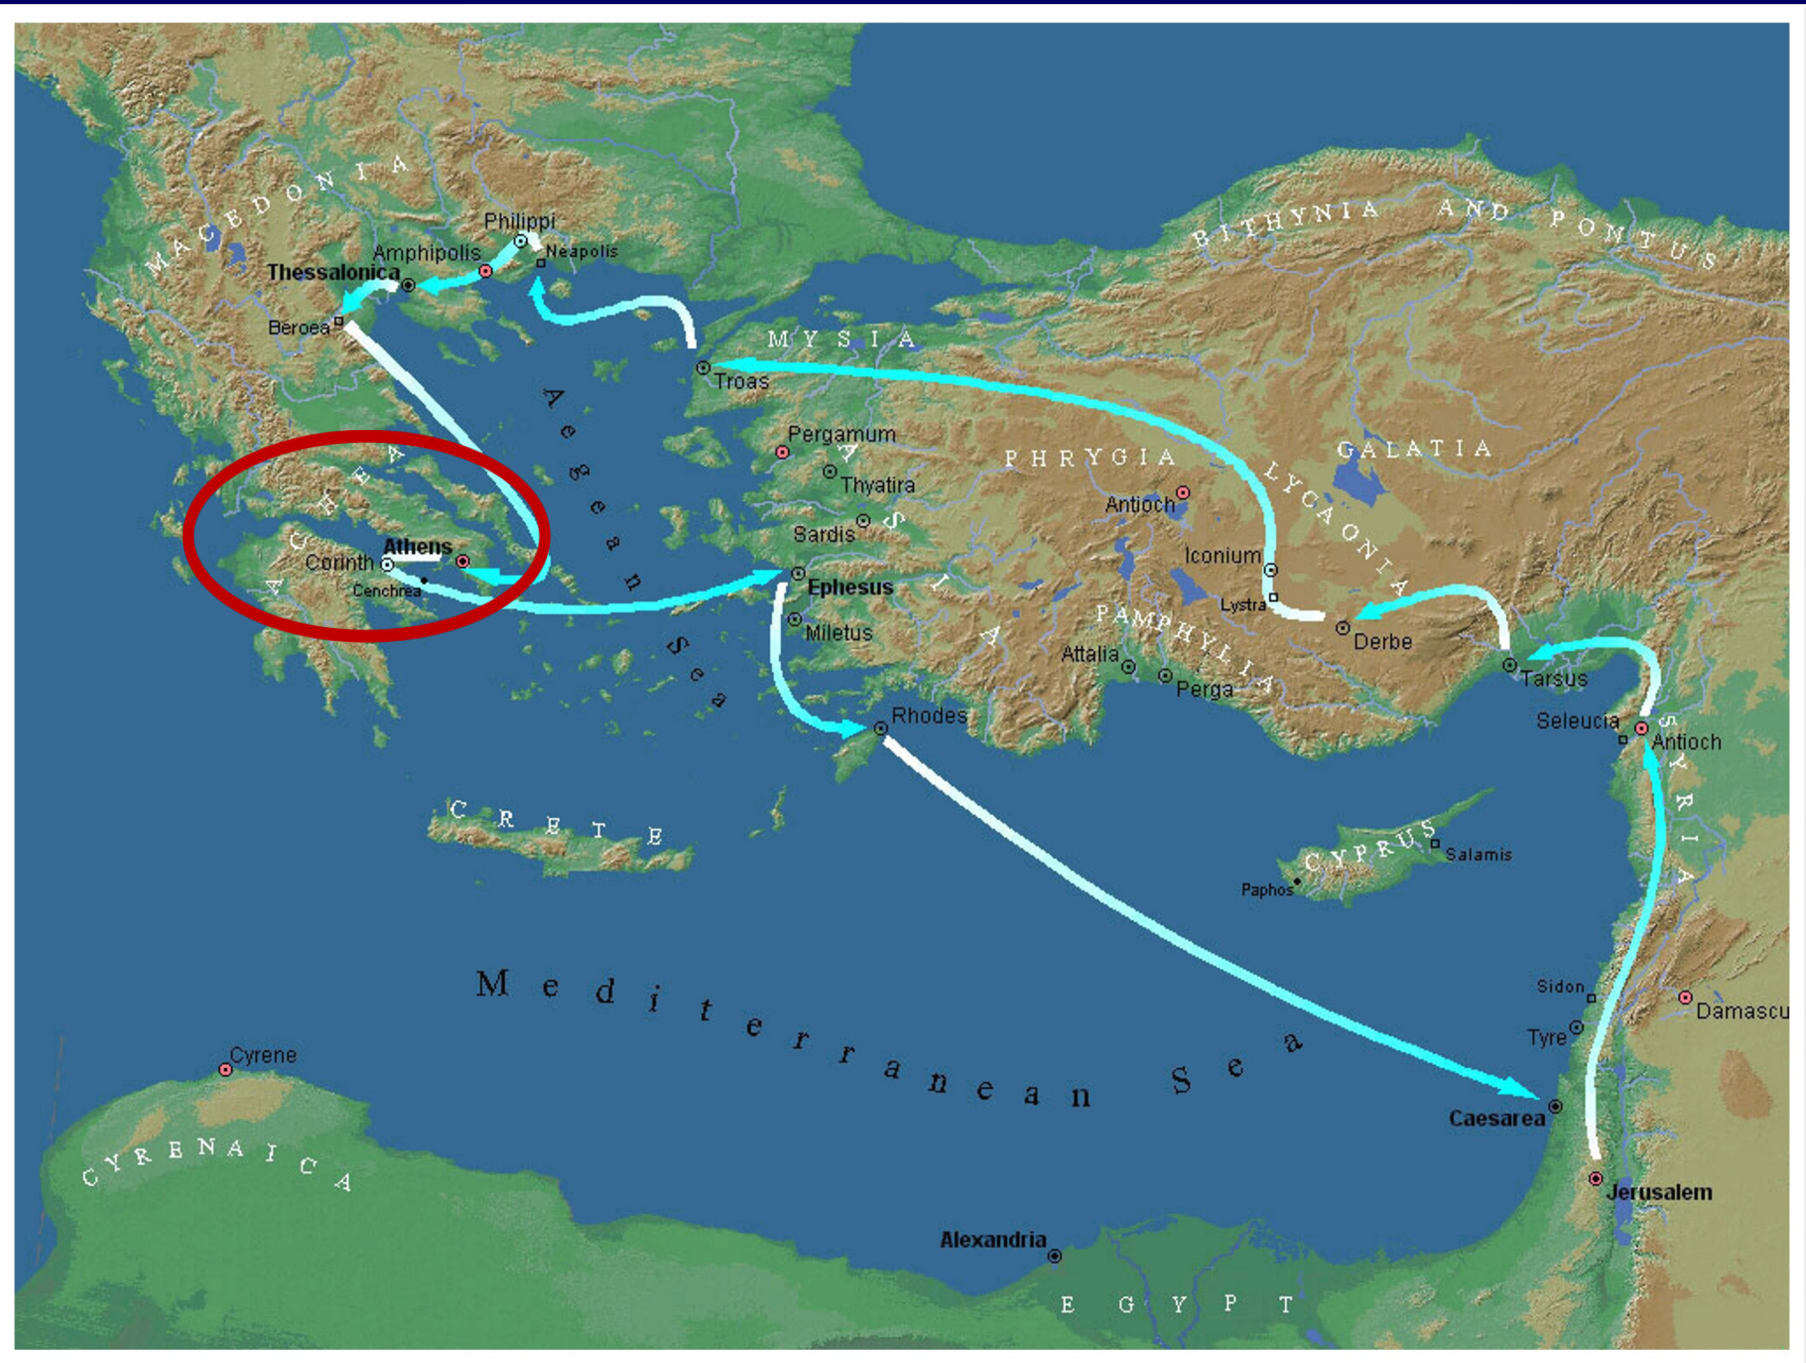 MACEDONIA
Philippi
Amphipolis
Neapolis
Thessalonica
Beroea
BITHYNIA AND PONTUS
MYSIA
Troas
Aegean Sea
Pergamum
Thyatira
Sardis
ASIA
PHRYGIA
Antioch
GALATIA
LYCAONIA
Iconium
Lystra
Derbe
ACHEA
Athens
Corinth
Cenchrea
Ephesus
Miletus
PAMPHYLIA
Attalia
Perga
Tarsus
Rhodes
Seleucia
Antioch
SYRIA
CRETE
CYPRUS
Salamis
Paphos
Mediterranean Sea
Sidon
Tyre
Damascu
Cyrene
CYRENAICA
Caesarea
Jerusalem
Alexandria
EGYPT